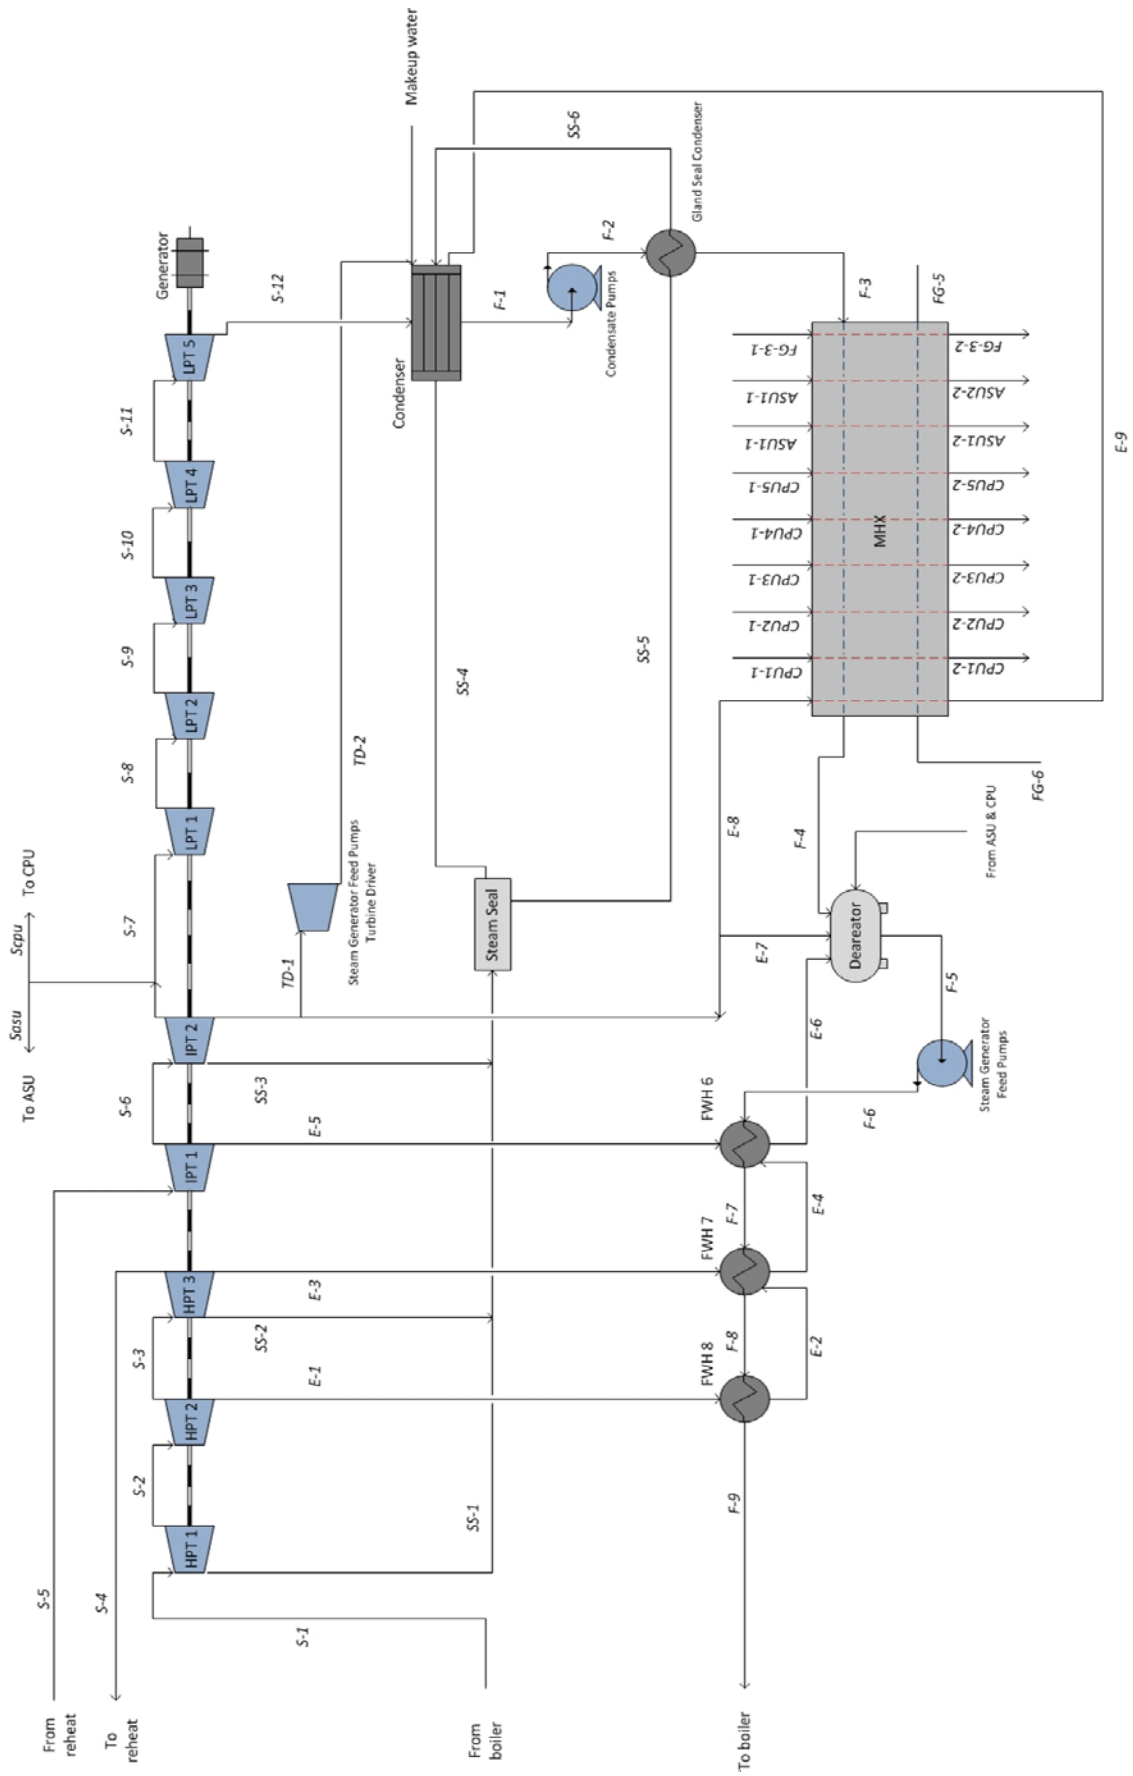 From
reheat
S-5
To
reheat
S-4
From
boiler
S-1
To boiler
To ASU
Sasu
Scpu
To CPU
HPT 1
S-2
HPT 2
S-3
HPT 3
IPT 1
S-6
IPT 2
S-7
LPT 1
S-8
LPT 2
S-9
LPT 3
S-10
LPT 4
S-11
LPT 5
Generator
S-12
SS-1
E-1
SS-2
E-3
E-5
SS-3
TD-1
Steam Generator Feed Pumps
Turbine Driver
TD-2
Condenser
Makeup water
Steam Seal
SS-4
SS-5
SS-6
F-1
Condensate Pumps
F-2
Gland Seal Condenser
F-3
FG-5
F-9
FWH 8
F-8
FWH 7
F-7
FWH 6
E-2
E-4
F-6
Steam Generator
Feed Pumps
E-6
F-5
E-7
Deareator
E-8
F-4
From ASU & CPU
FG-6
MHX
CPU1-1
CPU2-1
CPU3-1
CPU4-1
CPU5-1
ASU1-1
ASU1-1
FG-3-1
CPU1-2
CPU2-2
CPU3-2
CPU4-2
CPU5-2
ASU1-2
ASU2-2
FG-3-2
E-9